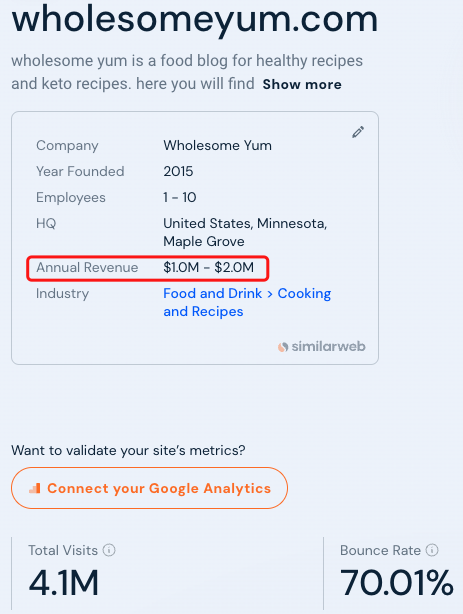 wholesomeyum.com
wholesome yum is a food blog for healthy recipes
and keto recipes. here you will find Show more
Company Wholesome Yum
Year Founded 2015
Employees 1 - 10
HQ United States, Minnesota,
Maple Grove
Annual Revenue $1.0M - $2.0M
Industry Food and Drink > Cooking
and Recipes
similarweb
Want to validate your site's metrics?
Connect your Google Analytics
Total Visits Bounce Rate
4.1M 70.01%